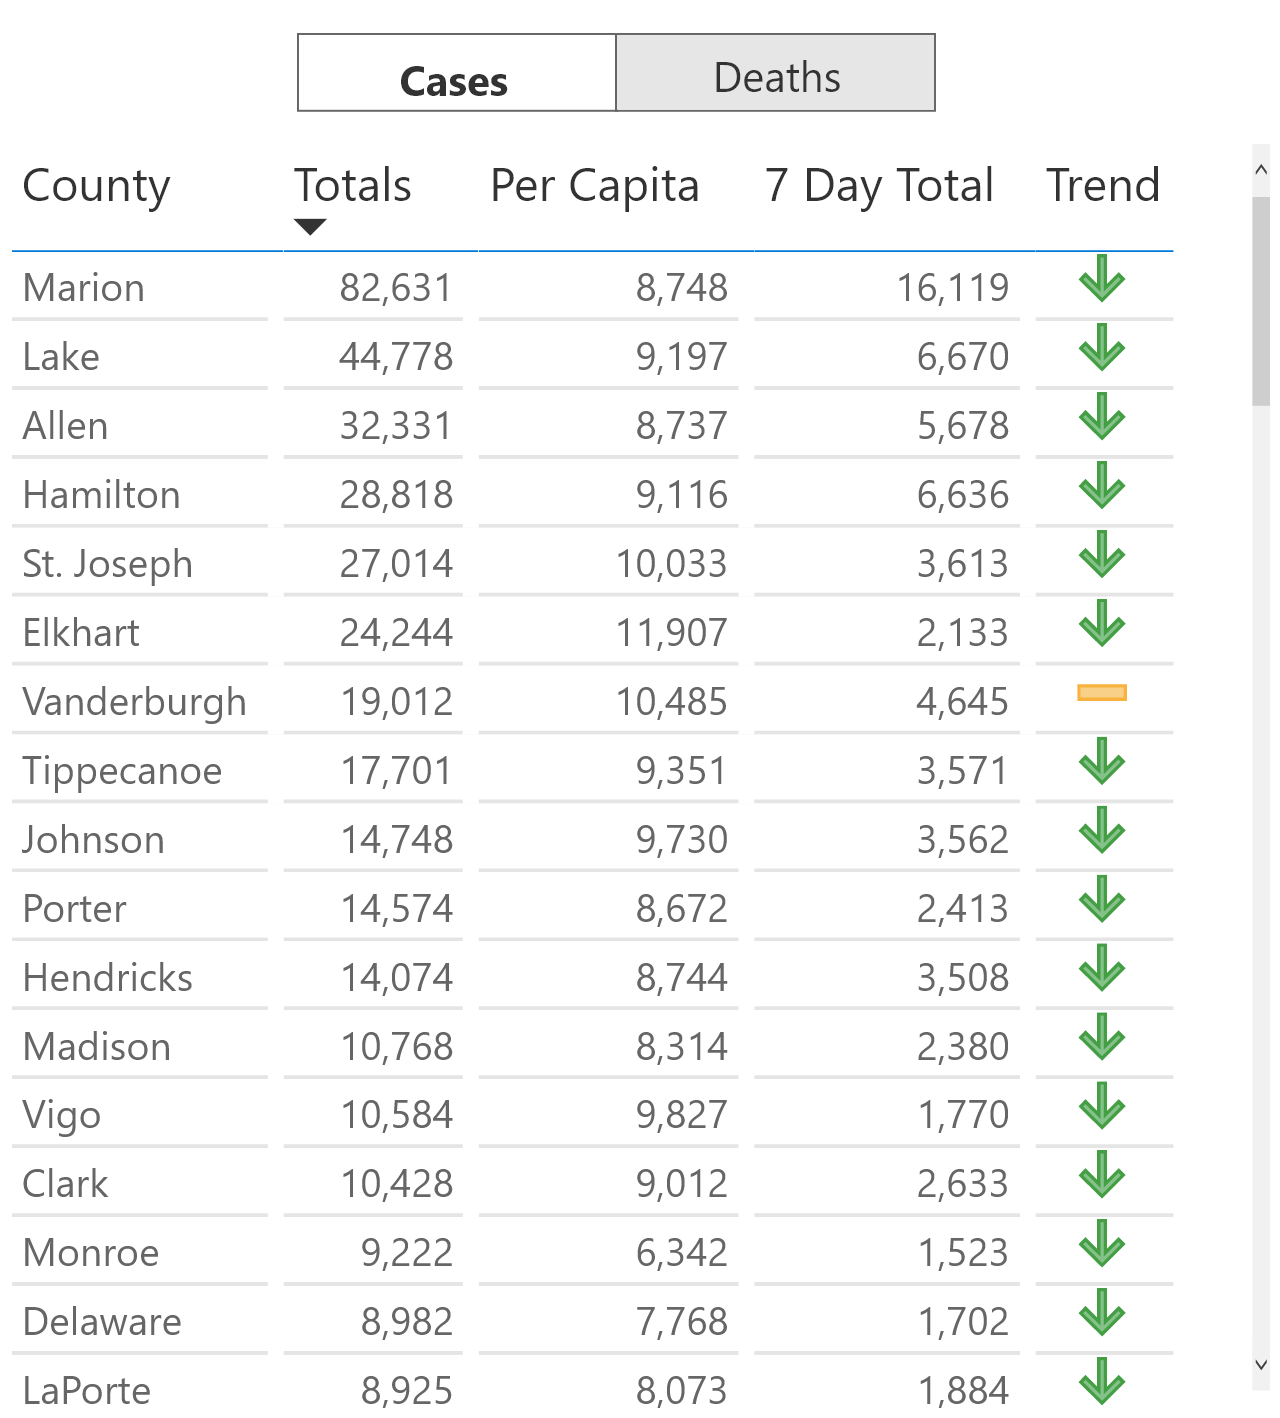 Cases Deaths
County Totals Per Capita 7 Day Total Trend
Marion 82,631 8,748 16,119
Lake 44,778 9,197 6,670
Allen 32,331 8,737 5,678
Hamilton 28,818 9,116 6,636
St. Joseph 27,014 10,033 3,613
Elkhart 24,244 11,907 2,133
Vanderburgh 19,012 10,485 4,645
Tippecanoe 17,701 9,351 3,571
Johnson 14,748 9,730 3,562
Porter 14,574 8,672 2,413
Hendricks 14,074 8,744 3,508
Madison 10,768 8,314 2,380
Vigo 10,584 9,827 1,770
Clark 10,428 9,012 2,633
Monroe 9,222 6,342 1,523
Delaware 8,982 7,768 1,702
LaPorte 8,925 8,073 1,884